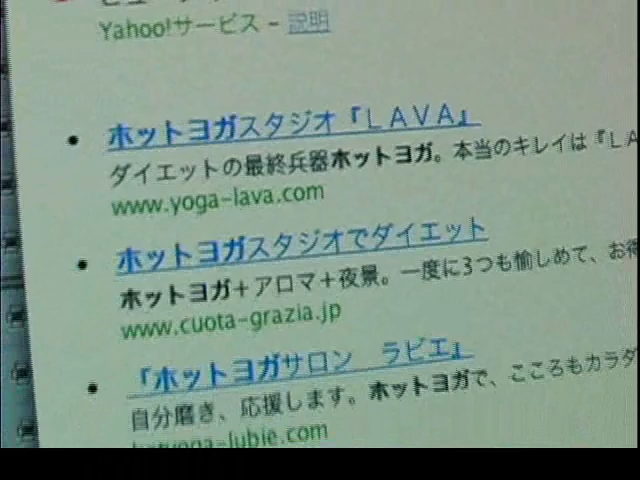 Yahoo!サービス - 説明
ホットヨガスタジオ『LAVA』
ダイエットの最終兵器ホットヨガ。本当のキレイは『LA
www.yoga-lava.com
ホットヨガスタジオでダイエット
ホットヨガ+アロマ+夜景。一度に3つも愉しめて、お得
www.cuota-grazia.jp
『ホットヨガサロン ラビエ』
自分磨き、応援します。ホットヨガで、こころもカラダ
hotyoga-lubie.com